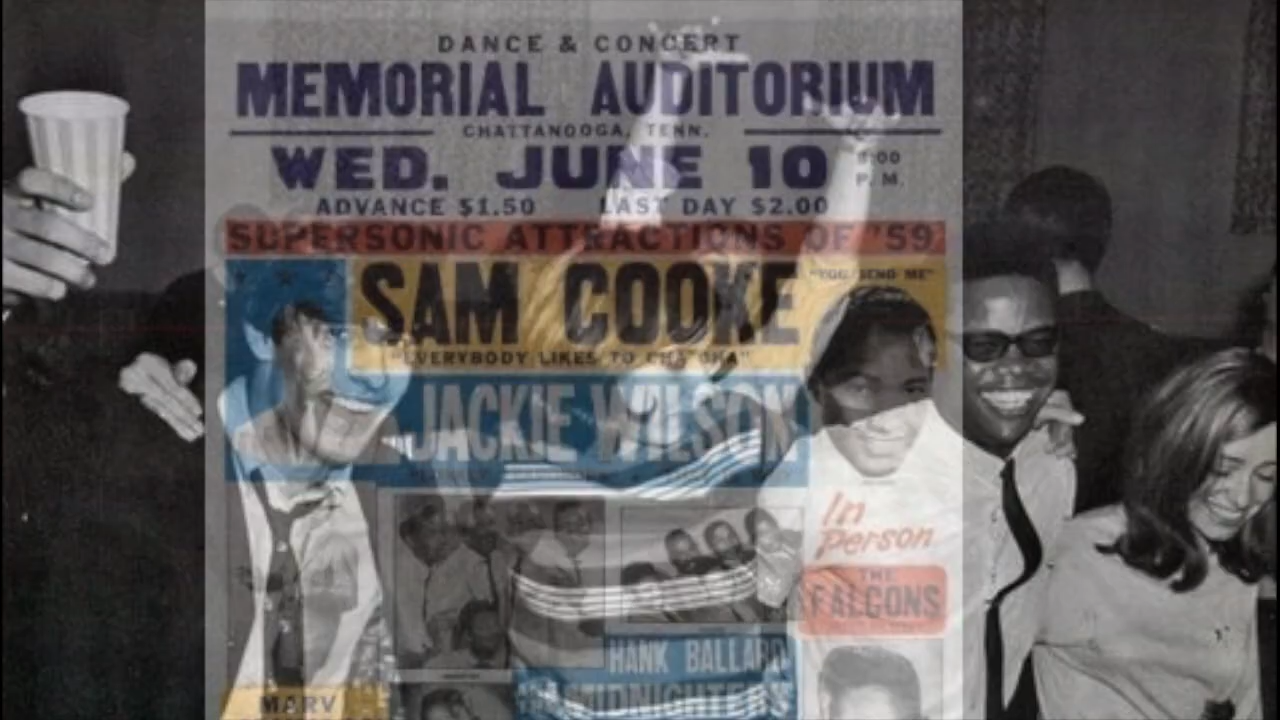 DANCE & CONCERT
MEMORIAL AUDITORIUM
CHATTANOOGA, TENN.
WED. JUNE 10 8:00 P. M.
ADVANCE $1.50 LAST DAY $2.00
SUPERSONIC ATTRACTIONS OF '59
SAM COOKE
"YOU SEND ME"
"EVERYBODY LIKES TO CHA CHA"
JACKIE WILSON
In
Person
THE
FALCONS
HANK BALLARD
MIDNIGHTERS
MARV